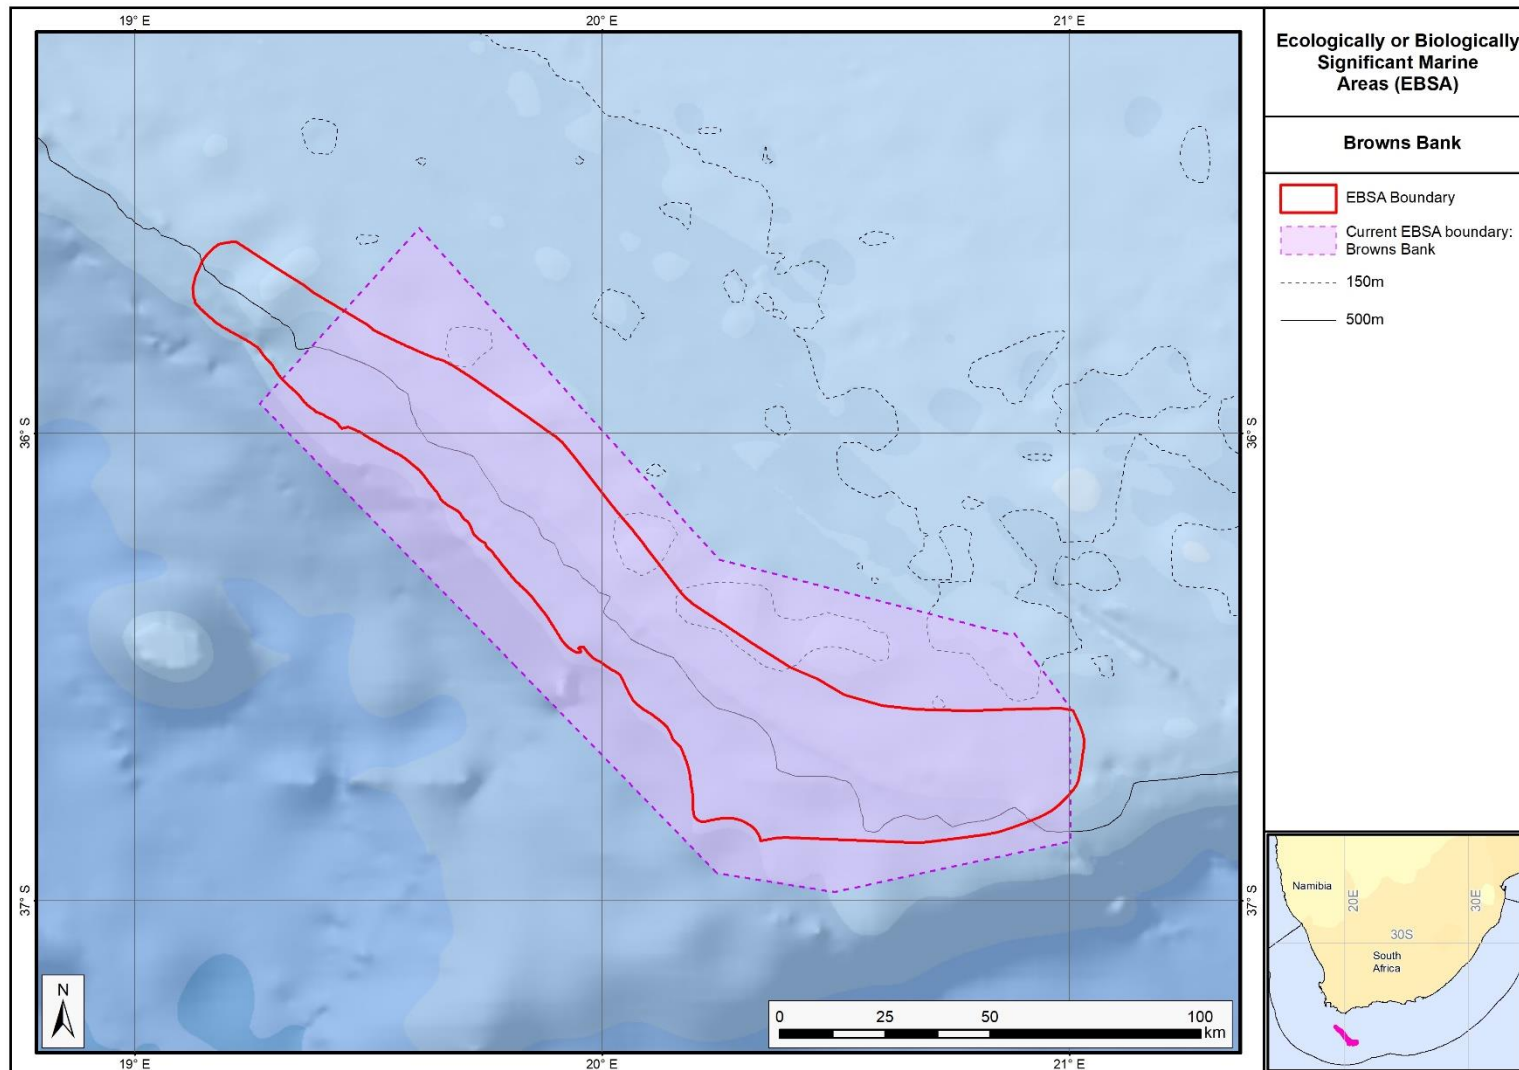 19° E
20° E
21° E
Ecologically or Biologically
Significant Marine
Areas (EBSA)
Browns Bank
EBSA Boundary
Current EBSA boundary:
Browns Bank
150m
500m
36° S
36° S
37° S
37° S
N
0 25 50 100
km
19° E
20° E
21° E
Namibia
20E
30E
30S
South
Africa